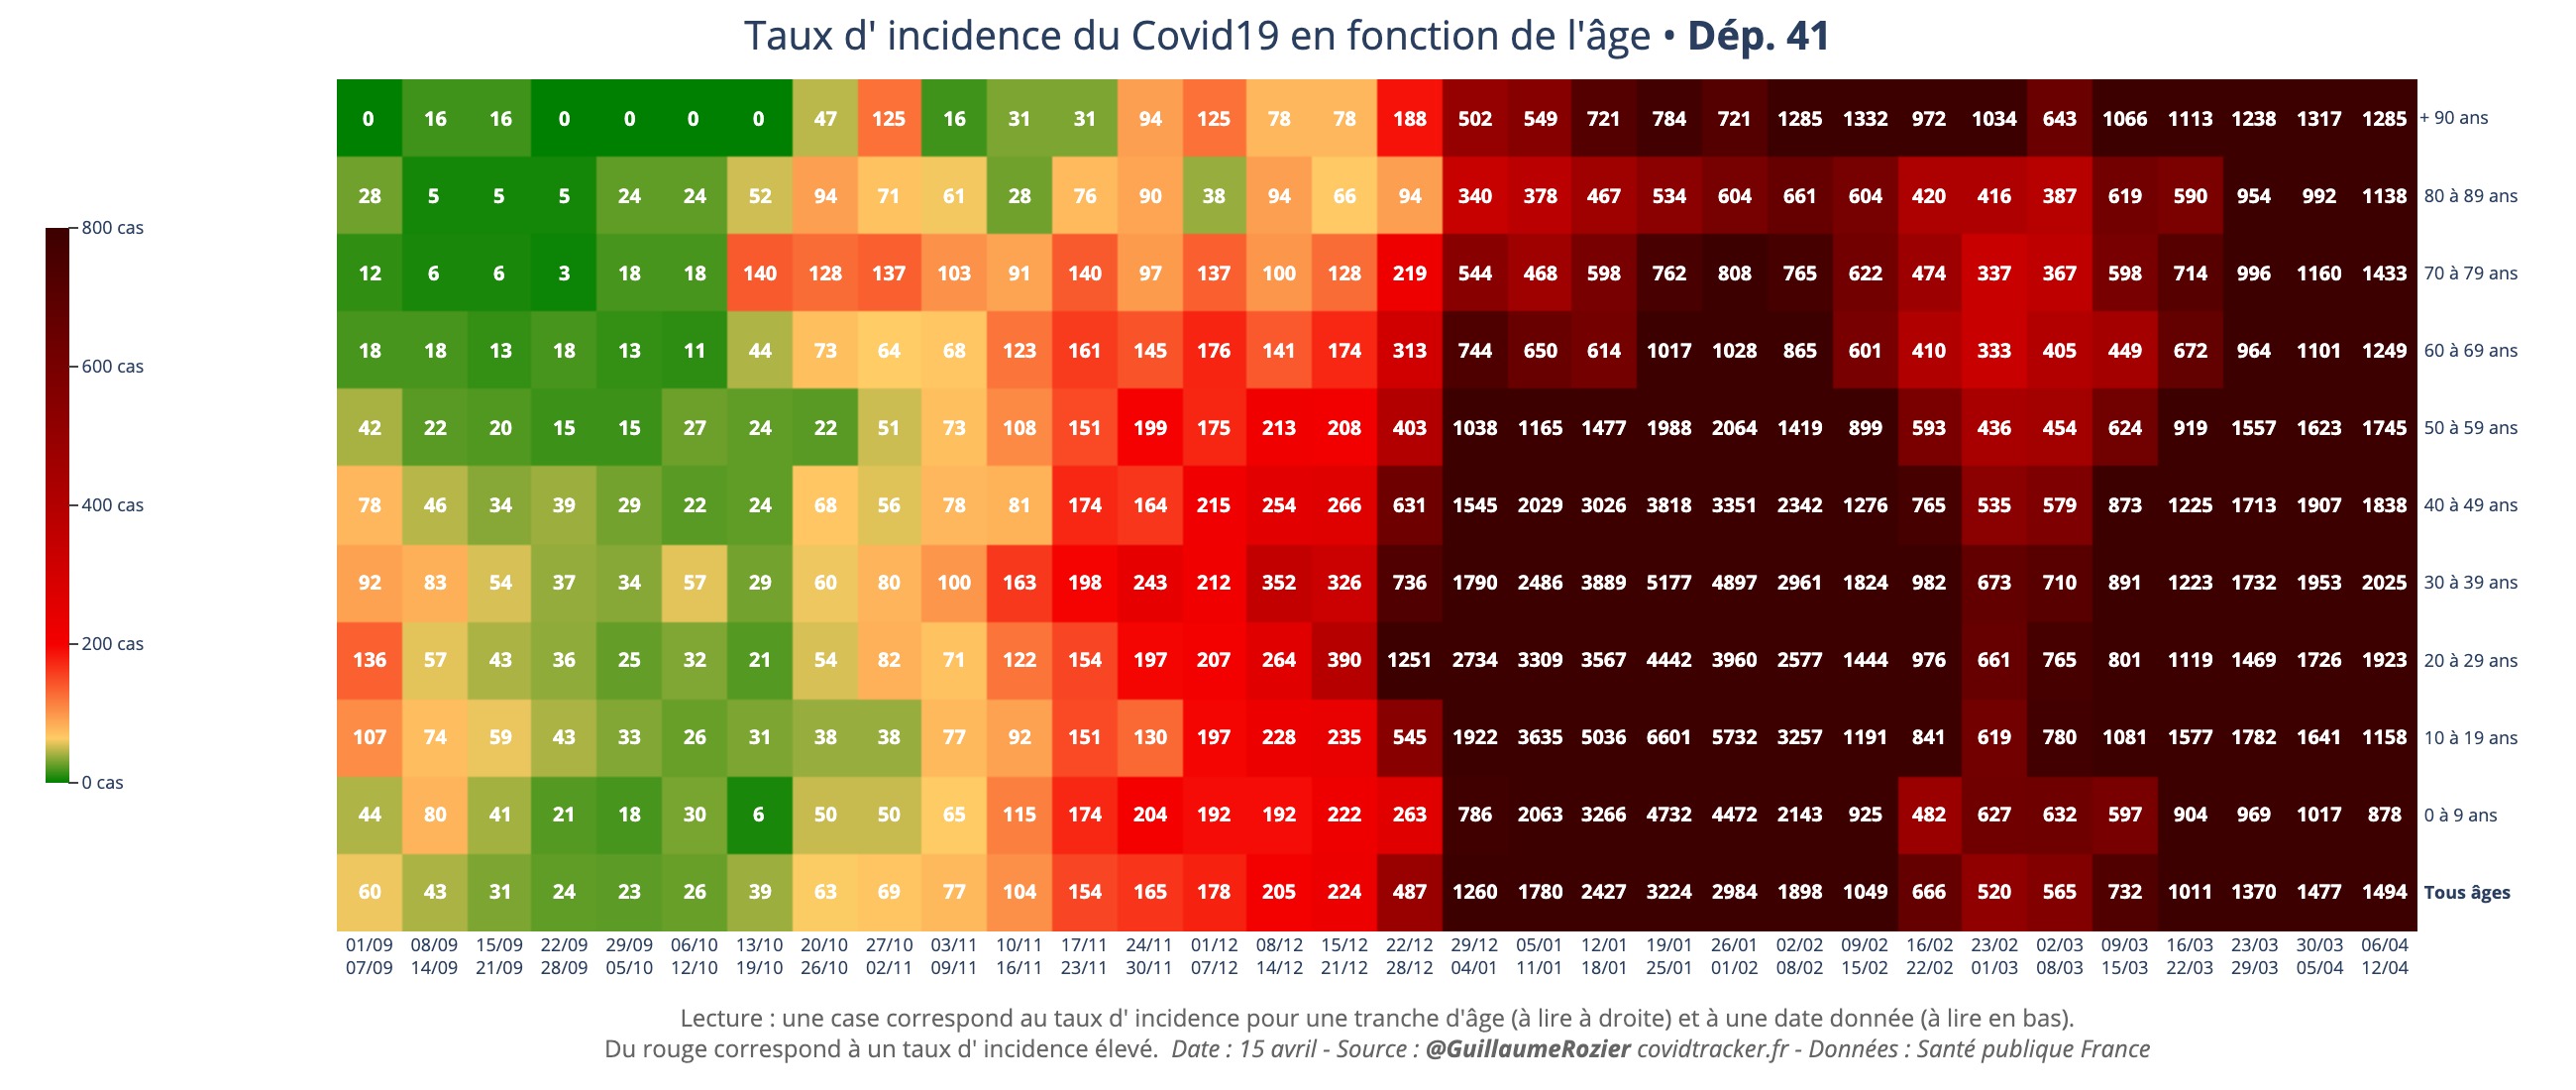 Taux d' incidence du Covid19 en fonction de l'âge • Dép. 41
0 16 16 0 0 0 0 47 125 16 31 31 94 125 78 78 188 502 549 721 784 721 1285 1332 972 1034 643 1066 1113 1238 1317 1285 + 90 ans
28 5 5 5 24 24 52 94 71 61 28 76 90 38 94 66 94 340 378 467 534 604 661 604 420 416 387 619 590 954 992 1138 80 à 89 ans
800 cas
12 6 6 3 18 18 140 128 137 103 91 140 97 137 100 128 219 544 468 598 762 808 765 622 474 337 367 598 714 996 1160 1433 70 à 79 ans
18 18 13 18 13 11 44 73 64 68 123 161 145 176 141 174 313 744 650 614 1017 1028 865 601 410 333 405 449 672 964 1101 1249 60 à 69 ans
600 cas
42 22 20 15 15 27 24 22 51 73 108 151 199 175 213 208 403 1038 1165 1477 1988 2064 1419 899 593 436 454 624 919 1557 1623 1745 50 à 59 ans
400 cas
78 46 34 39 29 22 24 68 56 78 81 174 164 215 254 266 631 1545 2029 3026 3818 3351 2342 1276 765 535 579 873 1225 1713 1907 1838 40 à 49 ans
92 83 54 37 34 57 29 60 80 100 163 198 243 212 352 326 736 1790 2486 3889 5177 4897 2961 1824 982 673 710 891 1223 1732 1953 2025 30 à 39 ans
200 cas
136 57 43 36 25 32 21 54 82 71 122 154 197 207 264 390 1251 2734 3309 3567 4442 3960 2577 1444 976 661 765 801 1119 1469 1726 1923 20 à 29 ans
107 74 59 43 33 26 31 38 38 77 92 151 130 197 228 235 545 1922 3635 5036 6601 5732 3257 1191 841 619 780 1081 1577 1782 1641 1158 10 à 19 ans
0 cas
44 80 41 21 18 30 6 50 50 65 115 174 204 192 192 222 263 786 2063 3266 4732 4472 2143 925 482 627 632 597 904 969 1017 878 0 à 9 ans
60 43 31 24 23 26 39 63 69 77 104 154 165 178 205 224 487 1260 1780 2427 3224 2984 1898 1049 666 520 565 732 1011 1370 1477 1494 Tous âges
01/09 08/09 15/09 22/09 29/09 06/10 13/10 20/10 27/10 03/11 10/11 17/11 24/11 01/12 08/12 15/12 22/12 29/12 05/01 12/01 19/01 26/01 02/02 09/02 16/02 23/02 02/03 09/03 16/03 23/03 30/03 06/04
07/09 14/09 21/09 28/09 05/10 12/10 19/10 26/10 02/11 09/11 16/11 23/11 30/11 07/12 14/12 21/12 28/12 04/01 11/01 18/01 25/01 01/02 08/02 15/02 22/02 01/03 08/03 15/03 22/03 29/03 05/04 12/04
Lecture : une case correspond au taux d' incidence pour une tranche d'âge (à lire à droite) et à une date donnée (à lire en bas).
Du rouge correspond à un taux d' incidence élevé. Date : 15 avril - Source : @GuillaumeRozier covidtracker.fr - Données : Santé publique France